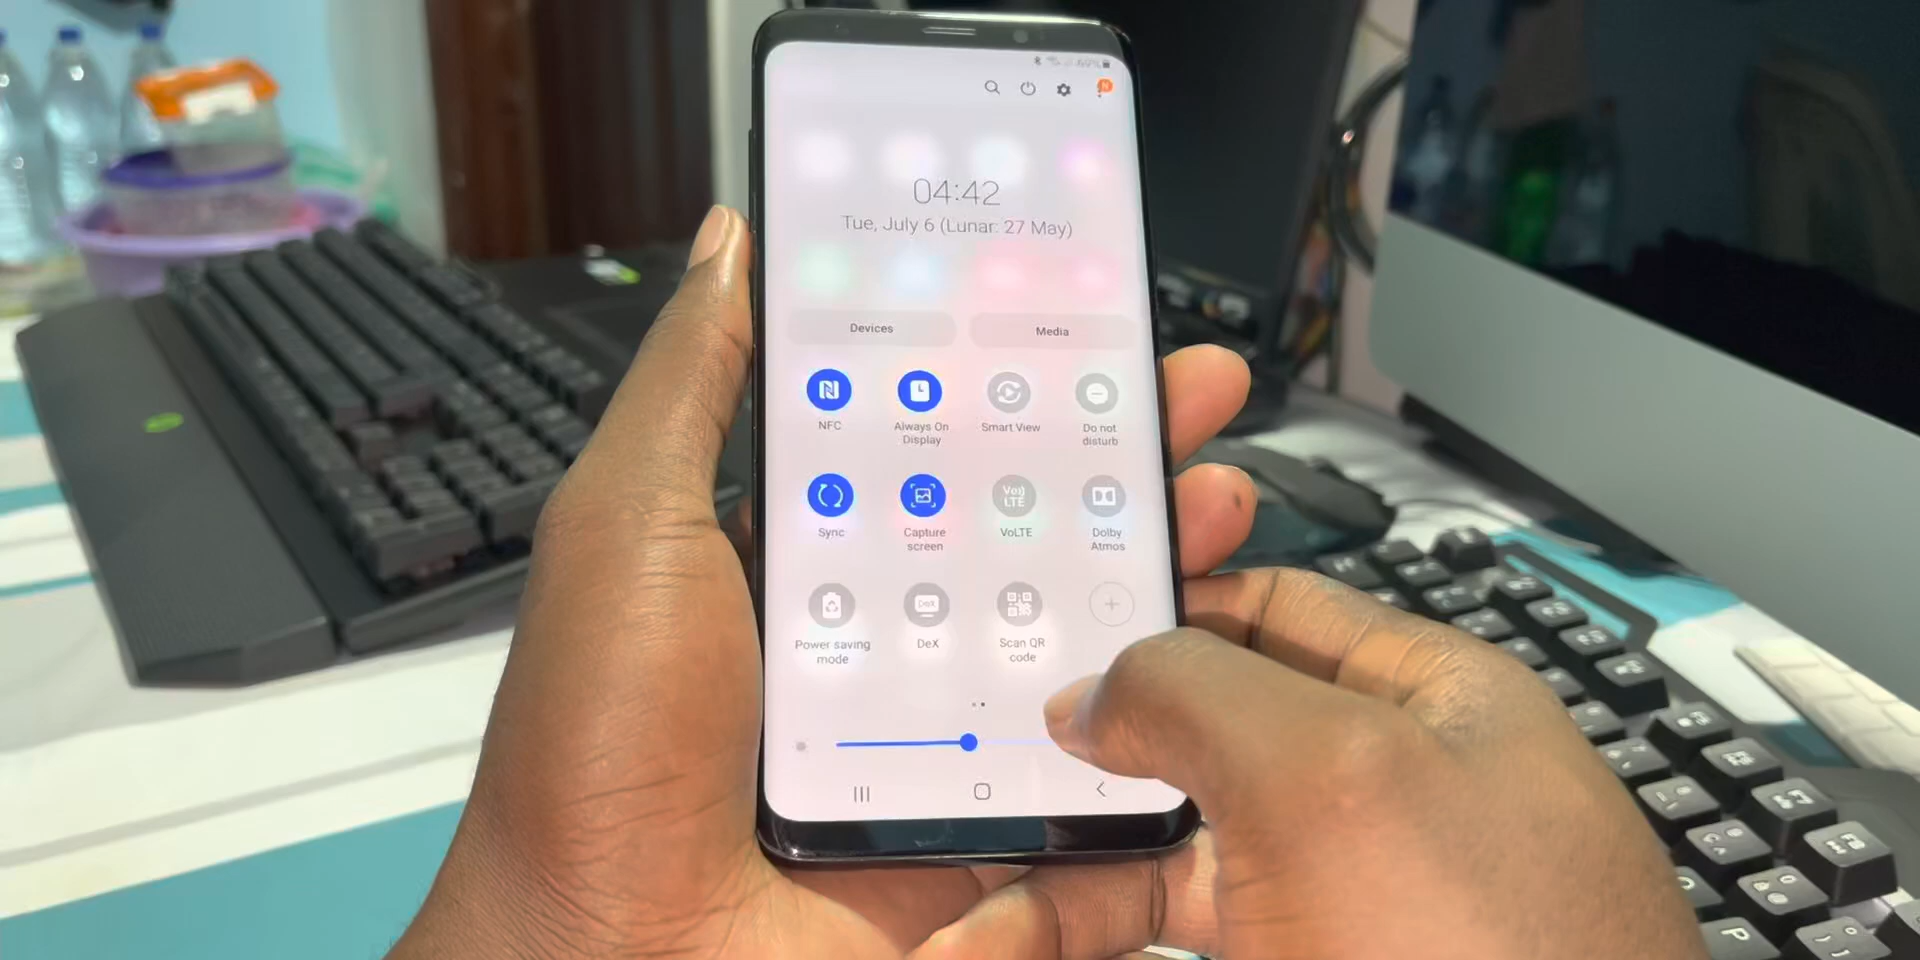 04:42
Tue, July 6 (Lunar: 27 May)
Devices
Media
NFC
Always On
Display
Smart View
Do not
disturb
Sync
Capture
screen
VoLTE
Dolby
Atmos
Power saving
mode
DeX
DeX
Scan QR
code
P